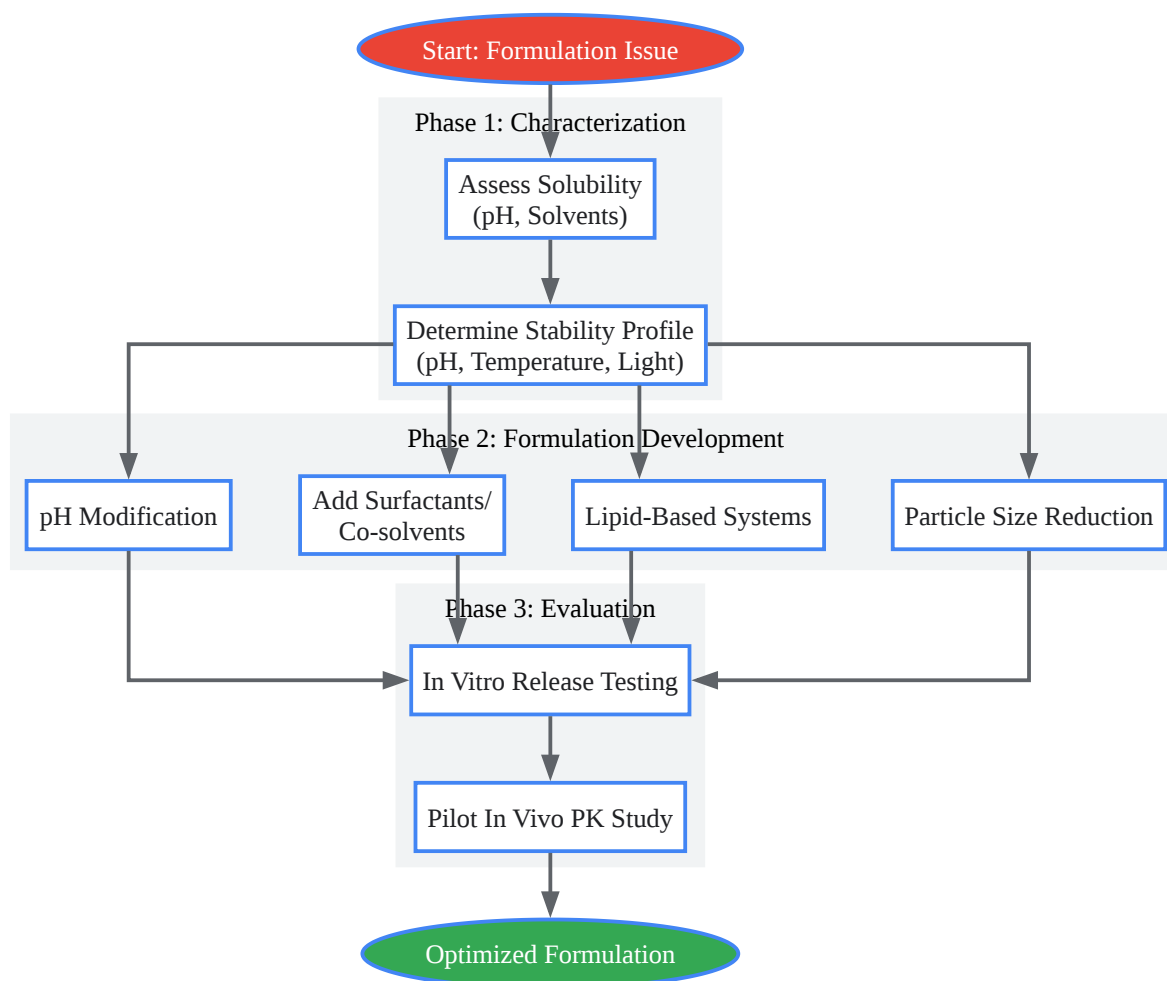 Start: Formulation Issue
Phase 1: Characterization
Assess Solubility
(pH, Solvents)
Determine Stability Profile
(pH, Temperature, Light)
Phase 2: Formulation Development
pH Modification
Add Surfactants/
Co-solvents
Lipid-Based Systems
Particle Size Reduction
Phase 3: Evaluation
In Vitro Release Testing
Pilot In Vivo PK Study
Optimized Formulation